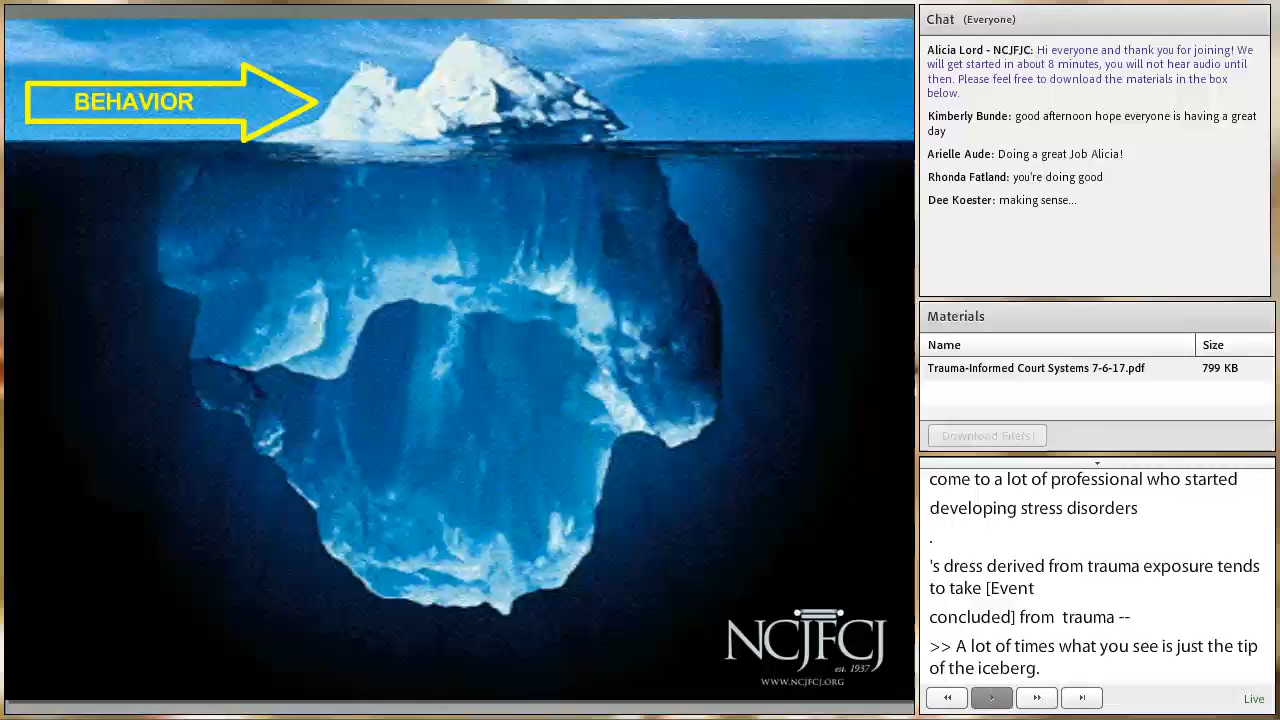 BEHAVIOR
NCJFCJ
est. 1937
WWW.NCJFCJ.ORG
Chat (Everyone)
Alicia Lord - NCJFJC: Hi everyone and thank you for joining! We
will get started in about 8 minutes, you will not hear audio until
then. Please feel free to download the materials in the box
below.
Kimberly Bunde: good afternoon hope everyone is having a great
day
Arielle Aude: Doing a great Job Alicia!
Rhonda Fatland: you're doing good
Dee Koester: making sense...
Materials
Name Size
Trauma-Informed Court Systems 7-6-17.pdf 799 KB
Download File(s)
come to a lot of professional who started
developing stress disorders
.
's dress derived from trauma exposure tends
to take [Event
concluded] from trauma --
>> A lot of times what you see is just the tip
of the iceberg.
Live